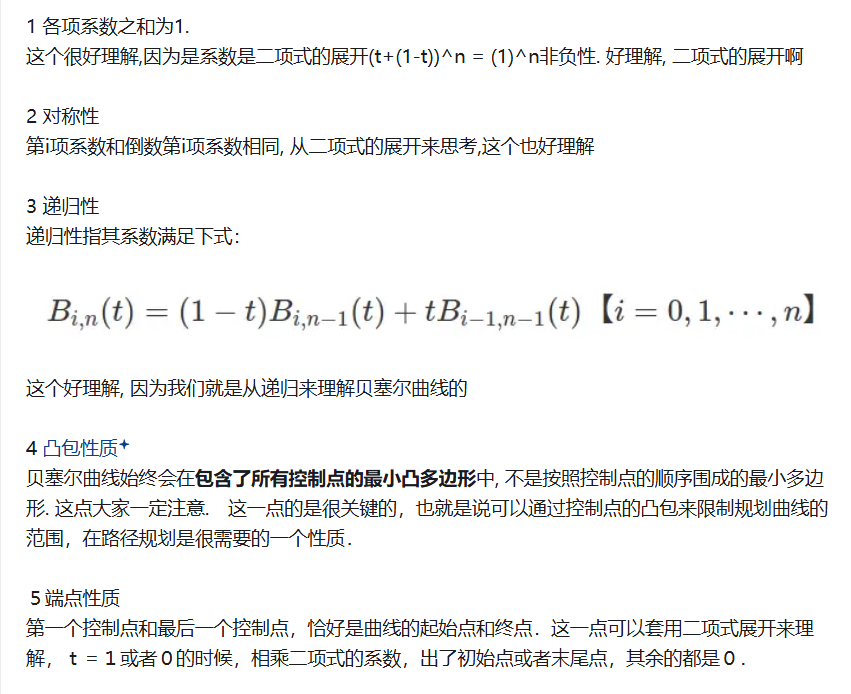 1 各项系数之和为1.
这个很好理解,因为是系数是二项式的展开(t+(1-t))^n = (1)^n非负性. 好理解, 二项式的展开啊
2 对称性
第i项系数和倒数第i项系数相同, 从二项式的展开来思考,这个也好理解
3 递归性
递归性指其系数满足下式：
B_{i,n}(t) = (1 − t)B_{i,n−1}(t) + tB_{i−1,n−1}(t)【i = 0, 1, ⋯ , n】
这个好理解, 因为我们就是从递归来理解贝塞尔曲线的
4 凸包性质
贝塞尔曲线始终会在包含了所有控制点的最小凸多边形中, 不是按照控制点的顺序围成的最小多边
形. 这点大家一定注意. 这一点的是很关键的，也就是说可以通过控制点的凸包来限制规划曲线的
范围，在路径规划是很需要的一个性质．
５端点性质
第一个控制点和最后一个控制点，恰好是曲线的起始点和终点．这一点可以套用二项式展开来理
解， ｔ＝１或者０的时候，相乘二项式的系数，出了初始点或者末尾点，其余的都是０．